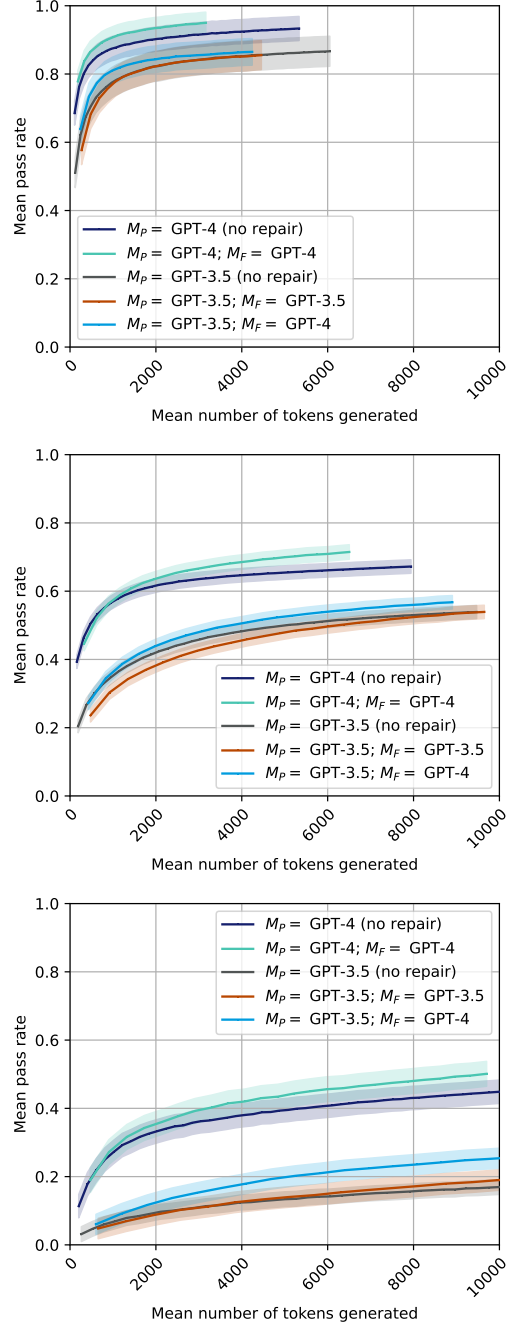 1.0
0.8
0.6
0.4
0.2
0.0
Mean pass rate
M_P = GPT-4 (no repair)
M_P = GPT-4; M_F = GPT-4
M_P = GPT-3.5 (no repair)
M_P = GPT-3.5; M_F = GPT-3.5
M_P = GPT-3.5; M_F = GPT-4
0 2000 4000 6000 8000 10000
Mean number of tokens generated
1.0
0.8
0.6
0.4
0.2
0.0
Mean pass rate
M_P = GPT-4 (no repair)
M_P = GPT-4; M_F = GPT-4
M_P = GPT-3.5 (no repair)
M_P = GPT-3.5; M_F = GPT-3.5
M_P = GPT-3.5; M_F = GPT-4
0 2000 4000 6000 8000 10000
Mean number of tokens generated
1.0
0.8
0.6
0.4
0.2
0.0
Mean pass rate
M_P = GPT-4 (no repair)
M_P = GPT-4; M_F = GPT-4
M_P = GPT-3.5 (no repair)
M_P = GPT-3.5; M_F = GPT-3.5
M_P = GPT-3.5; M_F = GPT-4
0 2000 4000 6000 8000 10000
Mean number of tokens generated